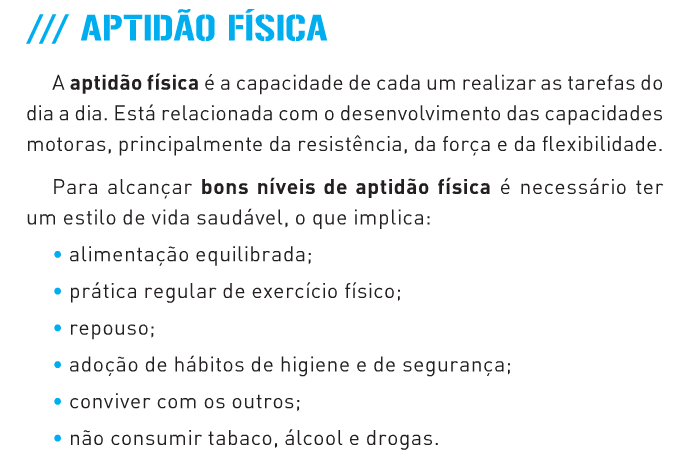 /// APTIDÃO FÍSICA
A aptidão física é a capacidade de cada um realizar as tarefas do
dia a dia. Está relacionada com o desenvolvimento das capacidades
motoras, principalmente da resistência, da força e da flexibilidade.
Para alcançar bons níveis de aptidão física é necessário ter
um estilo de vida saudável, o que implica:
• alimentação equilibrada;
• prática regular de exercício físico;
• repouso;
• adoção de hábitos de higiene e de segurança;
• conviver com os outros;
• não consumir tabaco, álcool e drogas.